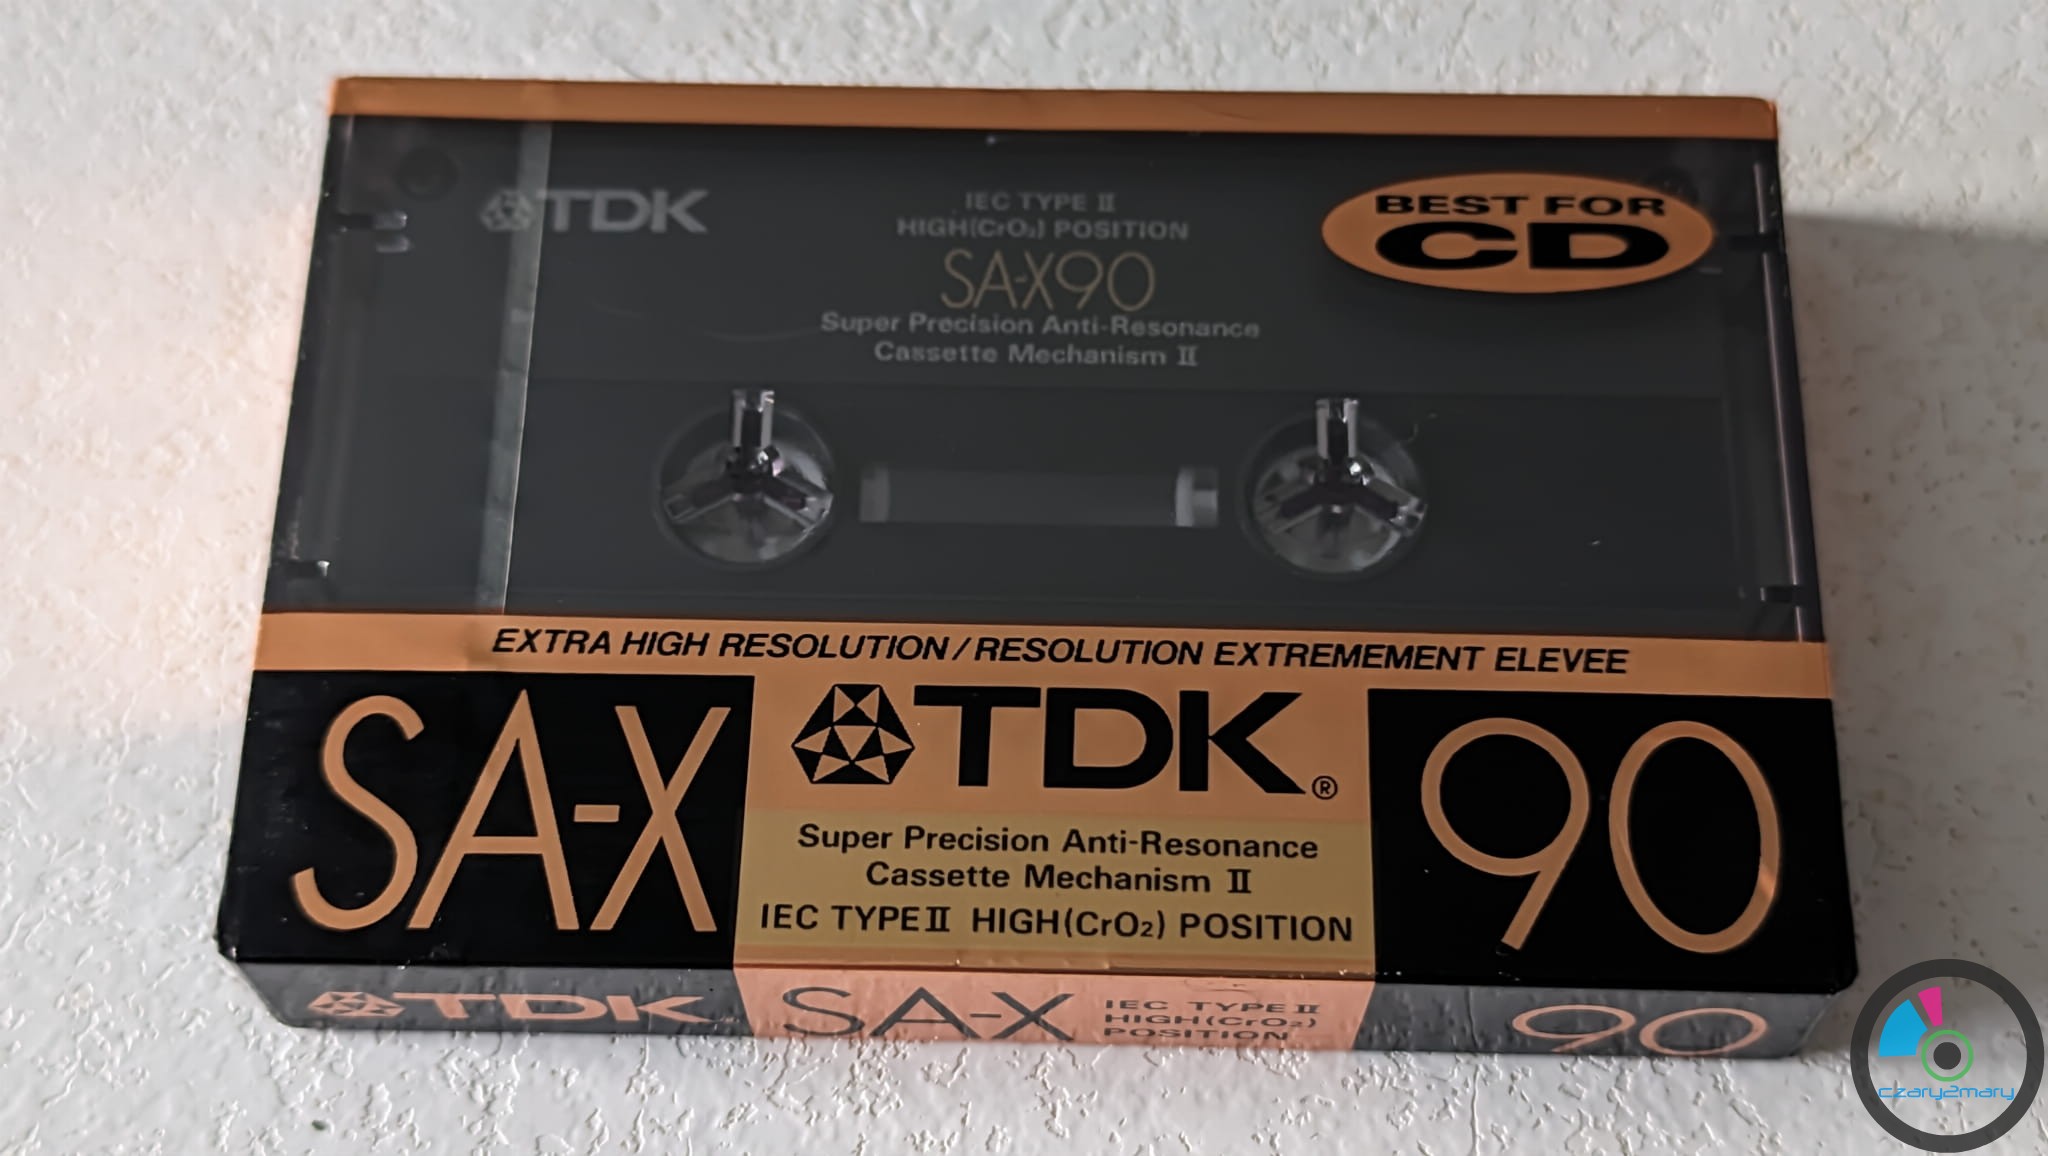 TDK
IEC TYPE II
HIGH(CrO₂) POSITION
SA-X90
Super Precision Anti-Resonance
Cassette Mechanism II
BEST FOR
CD
EXTRA HIGH RESOLUTION/RESOLUTION EXTREMEMENT ELEVEE
SA-X
TDK®
Super Precision Anti-Resonance
Cassette Mechanism II
IEC TYPE II HIGH(CrO₂) POSITION
90
TDK
SA-X
IEC TYPE II
HIGH(CrO₂)
POSITION
90
czary2mary